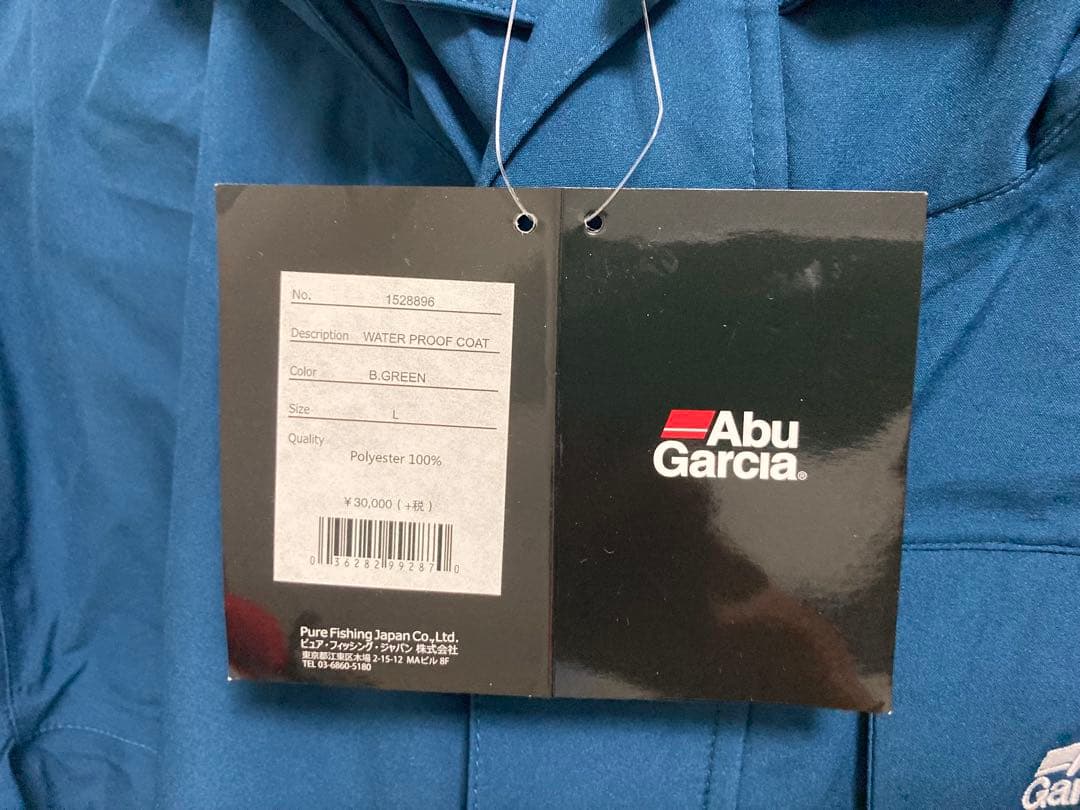 No. 1528896
Description WATER PROOF COAT
Color B.GREEN
Size L
Quality
Polyester 100%
¥30,000 (+税)
0 36282 99287 0
Pure Fishing Japan Co.,Ltd.
ピュア・フィッシング・ジャパン 株式会社
東京都江東区木場 2-15-12 MAビル 8F
TEL 03-6860-5180
Abu
Garcia®